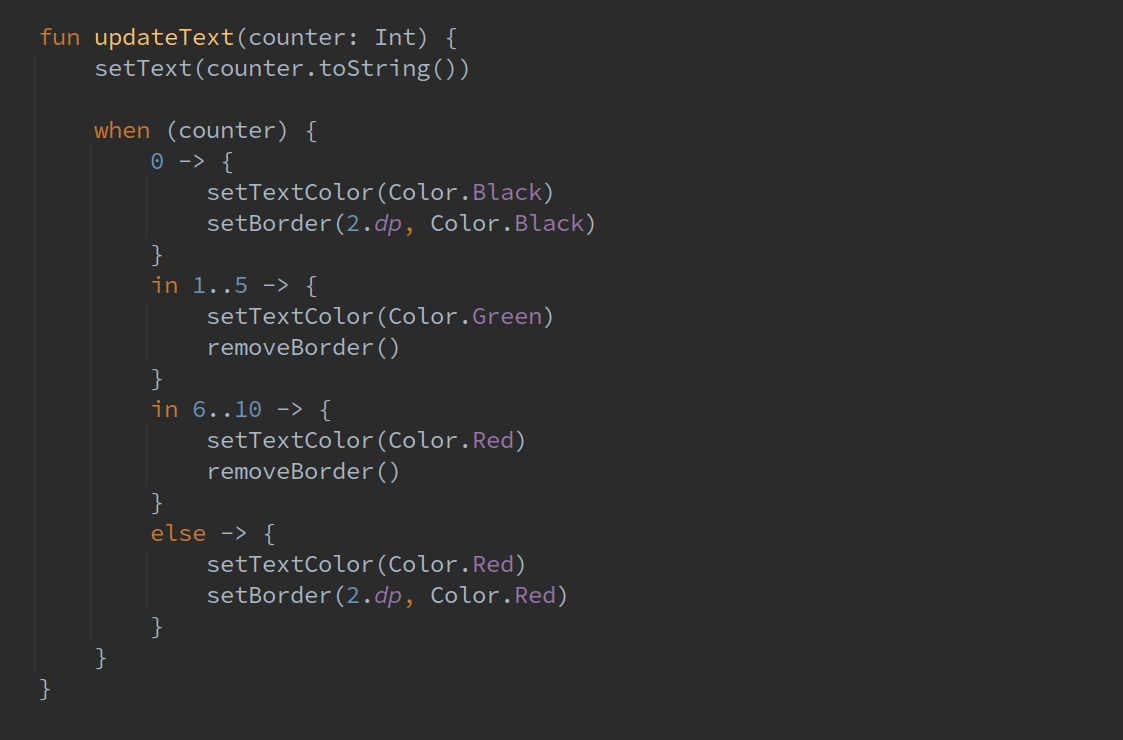 fun updateText(counter: Int) {
    setText(counter.toString())

    when (counter) {
        0 -> {
            setTextColor(Color.Black)
            setBorder(2.dp, Color.Black)
        }
        in 1..5 -> {
            setTextColor(Color.Green)
            removeBorder()
        }
        in 6..10 -> {
            setTextColor(Color.Red)
            removeBorder()
        }
        else -> {
            setTextColor(Color.Red)
            setBorder(2.dp, Color.Red)
        }
    }
}